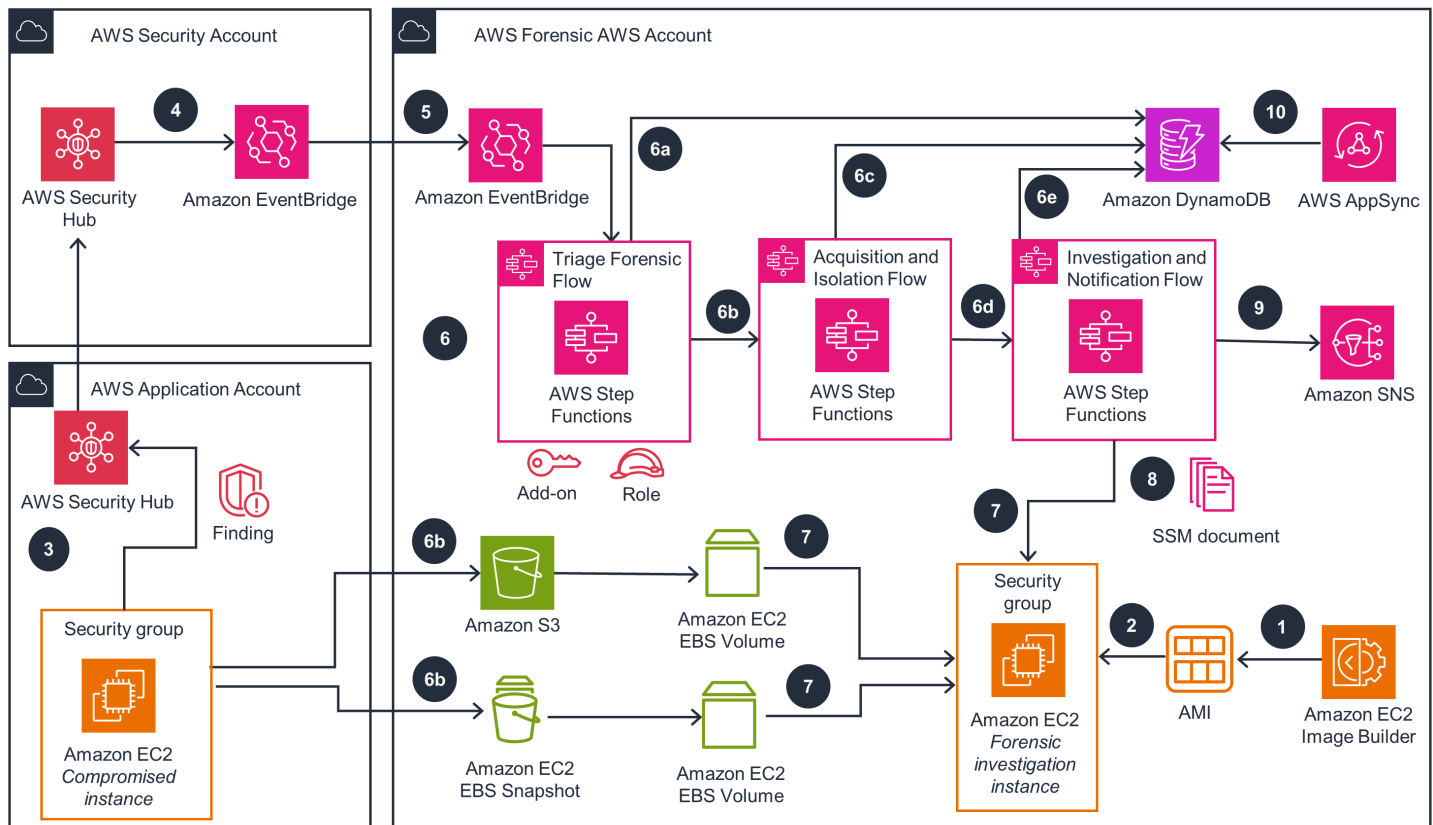 AWS Security Account
4
AWS Security
Hub
Amazon EventBridge
AWS Application Account
AWS Security Hub
Finding
3
Security group
Amazon EC2
Compromised
instance
AWS Forensic AWS Account
5
Amazon EventBridge
6a
6c
6e
Amazon DynamoDB
10
AWS AppSync
6
Triage Forensic
Flow
AWS Step
Functions
Add-on
Role
6b
Acquisition and
Isolation Flow
AWS Step
Functions
6d
Investigation and
Notification Flow
AWS Step
Functions
9
Amazon SNS
8
SSM document
7
6b
Amazon S3
7
Amazon EC2
EBS Volume
6b
Amazon EC2
EBS Snapshot
7
Amazon EC2
EBS Volume
Security
group
Amazon EC2
Forensic
investigation
instance
2
AMI
1
Amazon EC2
Image Builder